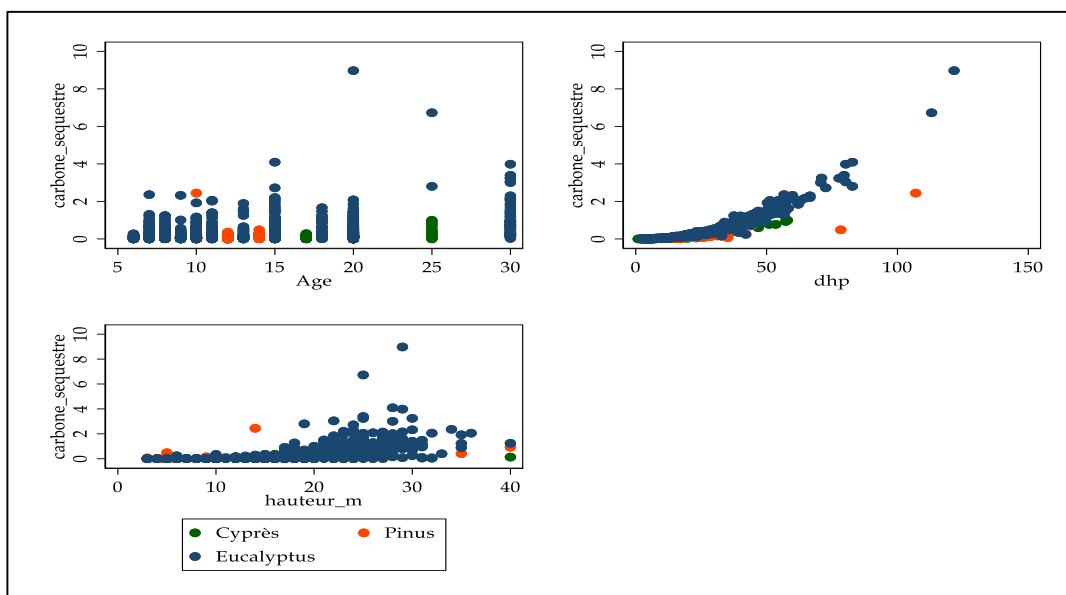 carbone_sequestre
0 2 4 6 8 10
5 10 15 20 25 30
Age
carbone_sequestre
0 2 4 6 8 10
0 50 100 150
dhp
carbone_sequestre
0 2 4 6 8 10
0 10 20 30 40
hauteur_m
Cyprès Pinus
Eucalyptus